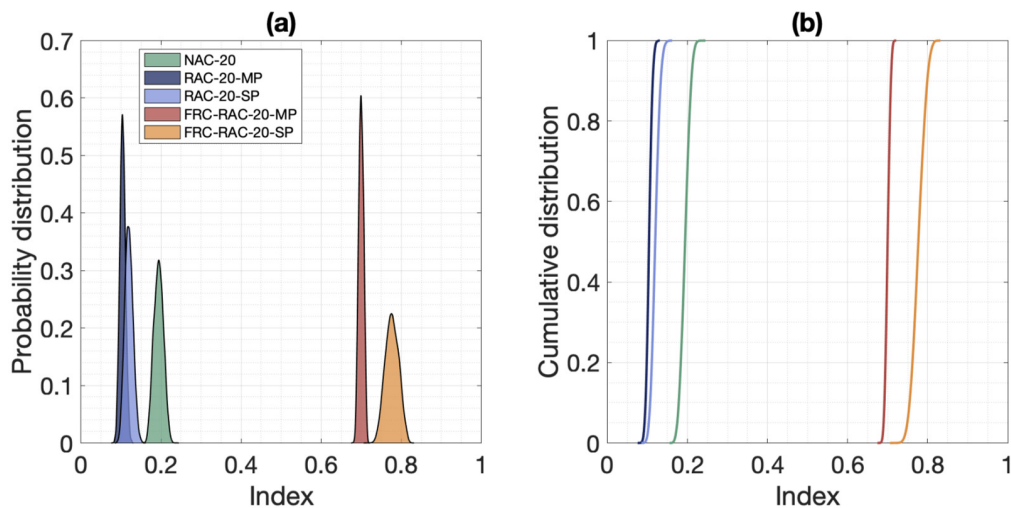 (a)
Probability distribution
0.7
0.6
0.5
0.4
0.3
0.2
0.1
0
NAC-20
RAC-20-MP
RAC-20-SP
FRC-RAC-20-MP
FRC-RAC-20-SP
0 0.2 0.4 0.6 0.8 1
Index
(b)
Cumulative distribution
1
0.8
0.6
0.4
0.2
0
0 0.2 0.4 0.6 0.8 1
Index